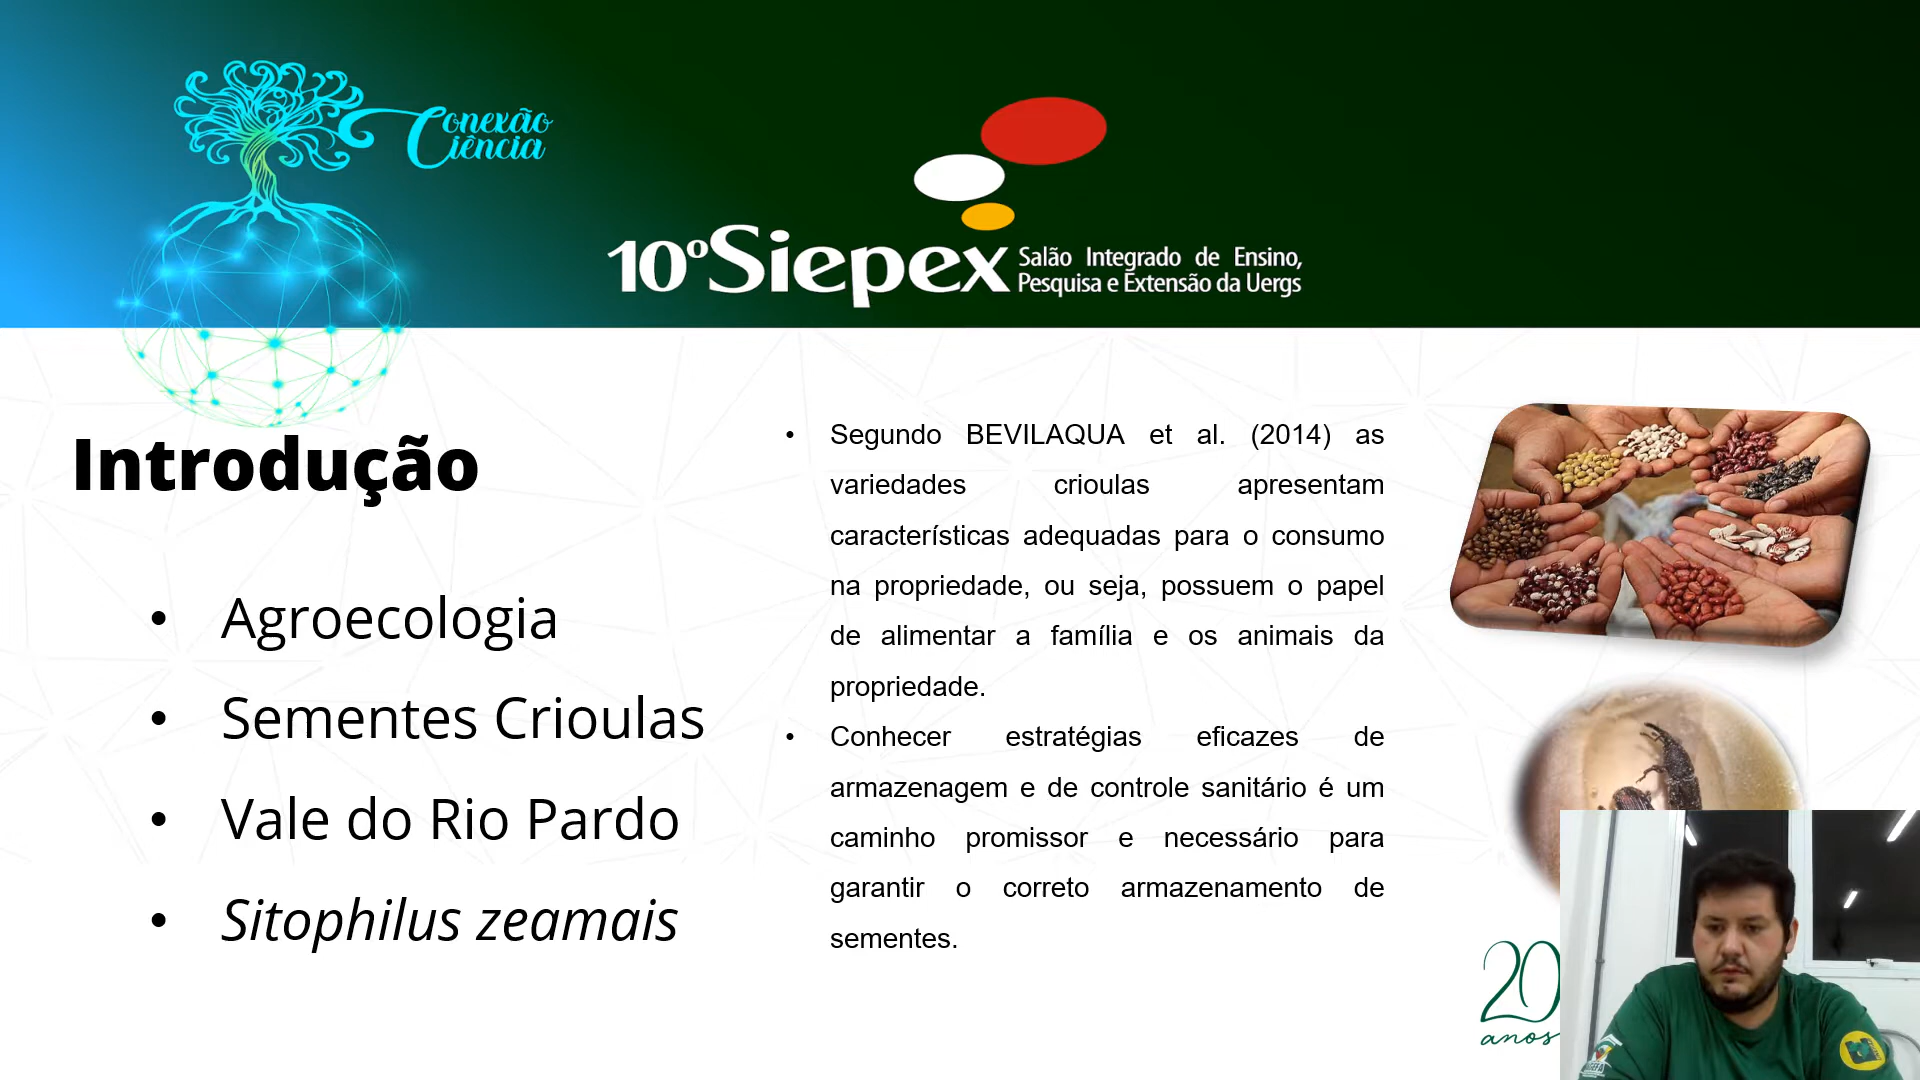 Conexão
Ciência
10ºSiepex
Salão Integrado de Ensino,
Pesquisa e Extensão da Uergs
Introdução
• Agroecologia
• Sementes Crioulas
• Vale do Rio Pardo
• Sitophilus zeamais
• Segundo BEVILAQUA et al. (2014) as
variedades crioulas apresentam
características adequadas para o consumo
na propriedade, ou seja, possuem o papel
de alimentar a família e os animais da
propriedade.
• Conhecer estratégias eficazes de
armazenagem e de controle sanitário é um
caminho promissor e necessário para
garantir o correto armazenamento de
sementes.
20
anos